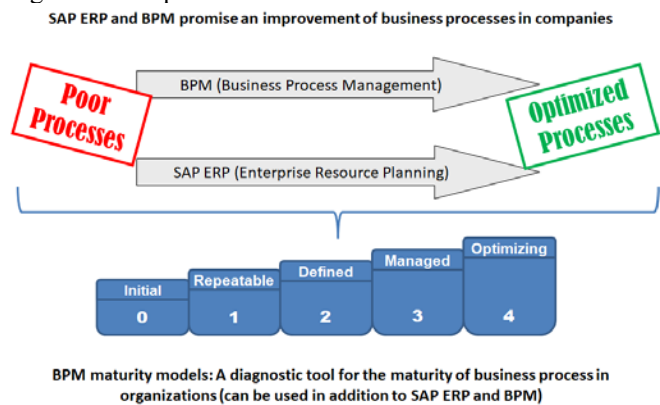 SAP ERP and BPM promise an improvement of business processes in companies
Poor
Processes
BPM (Business Process Management)
Optimized
Processes
SAP ERP (Enterprise Resource Planning)
Initial
Repeatable
Defined
Managed
Optimizing
0
1
2
3
4
BPM maturity models: A diagnostic tool for the maturity of business process in
organizations (can be used in addition to SAP ERP and BPM)